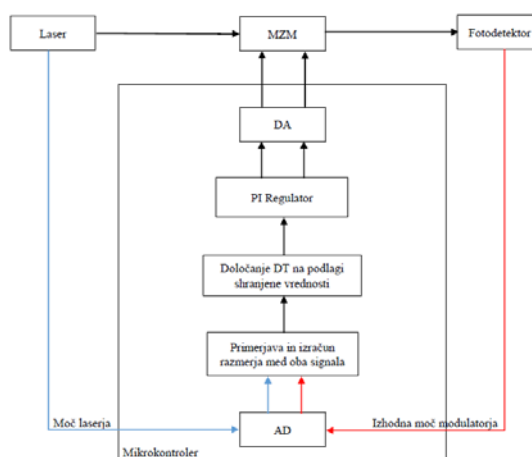 Laser
MZM
Fotodetektor
DA
PI Regulator
Določanje DT na podlagi
shranjene vrednosti
Primerjava in izračun
razmerja med oba signala
Moč laserja
AD
Izhodna moč modulatorja
Mikrokontroler